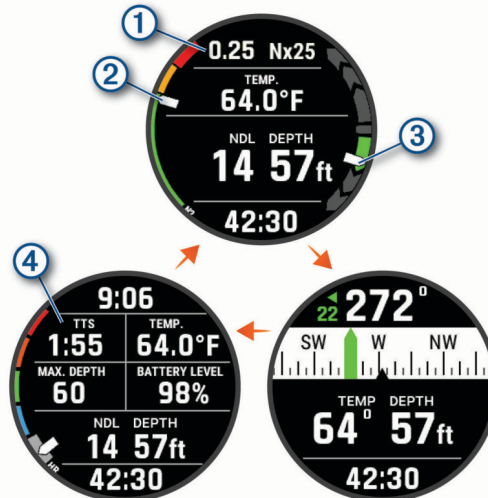 1
0.25 Nx25
2
TEMP.
64.0°F
3
NDL DEPTH
14 57ft
N2
42:30
4
9:06
TTS TEMP.
1:55 64.0°F
MAX. DEPTH BATTERY LEVEL
60 98%
NDL DEPTH
14 57ft
HR
42:30
22 272°
SW W NW
TEMP DEPTH
64° 57ft
42:30